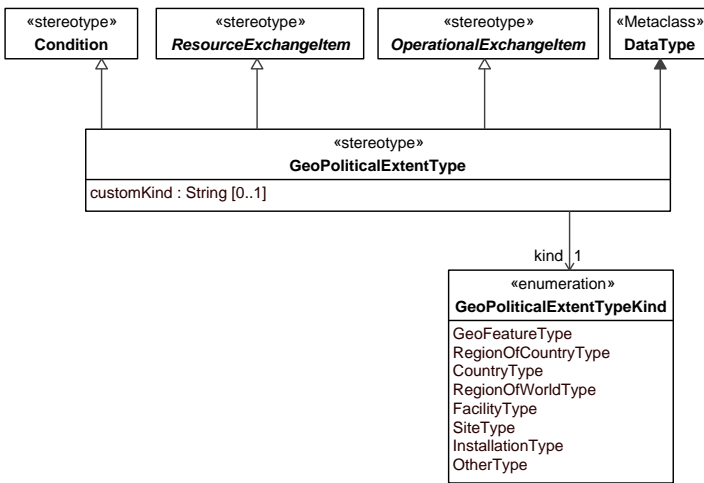 «stereotype»
Condition
«stereotype»
ResourceExchangeItem
«stereotype»
OperationalExchangeItem
«Metaclass»
DataType
«stereotype»
GeoPoliticalExtentType
customKind : String [0..1]
kind 1
«enumeration»
GeoPoliticalExtentTypeKind
GeoFeatureType
RegionOfCountryType
CountryType
RegionOfWorldType
FacilityType
SiteType
InstallationType
OtherType